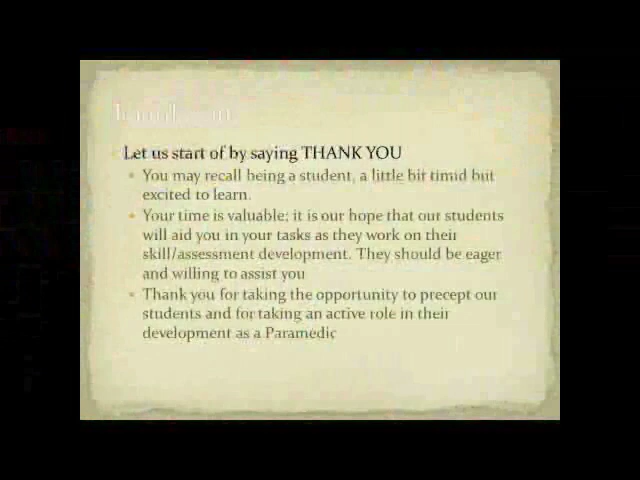 Let us start of by saying THANK YOU
You may recall being a student, a little bir timid but
excited to learn.
Your time is valuable; it is our hope that our students
will aid you in your tasks as they work on their
skill/assessment development. They should be eager
and willing to assist you
Thank you for taking the opportunity to precept our
students and for taking an active role in their
development as a Paramedic